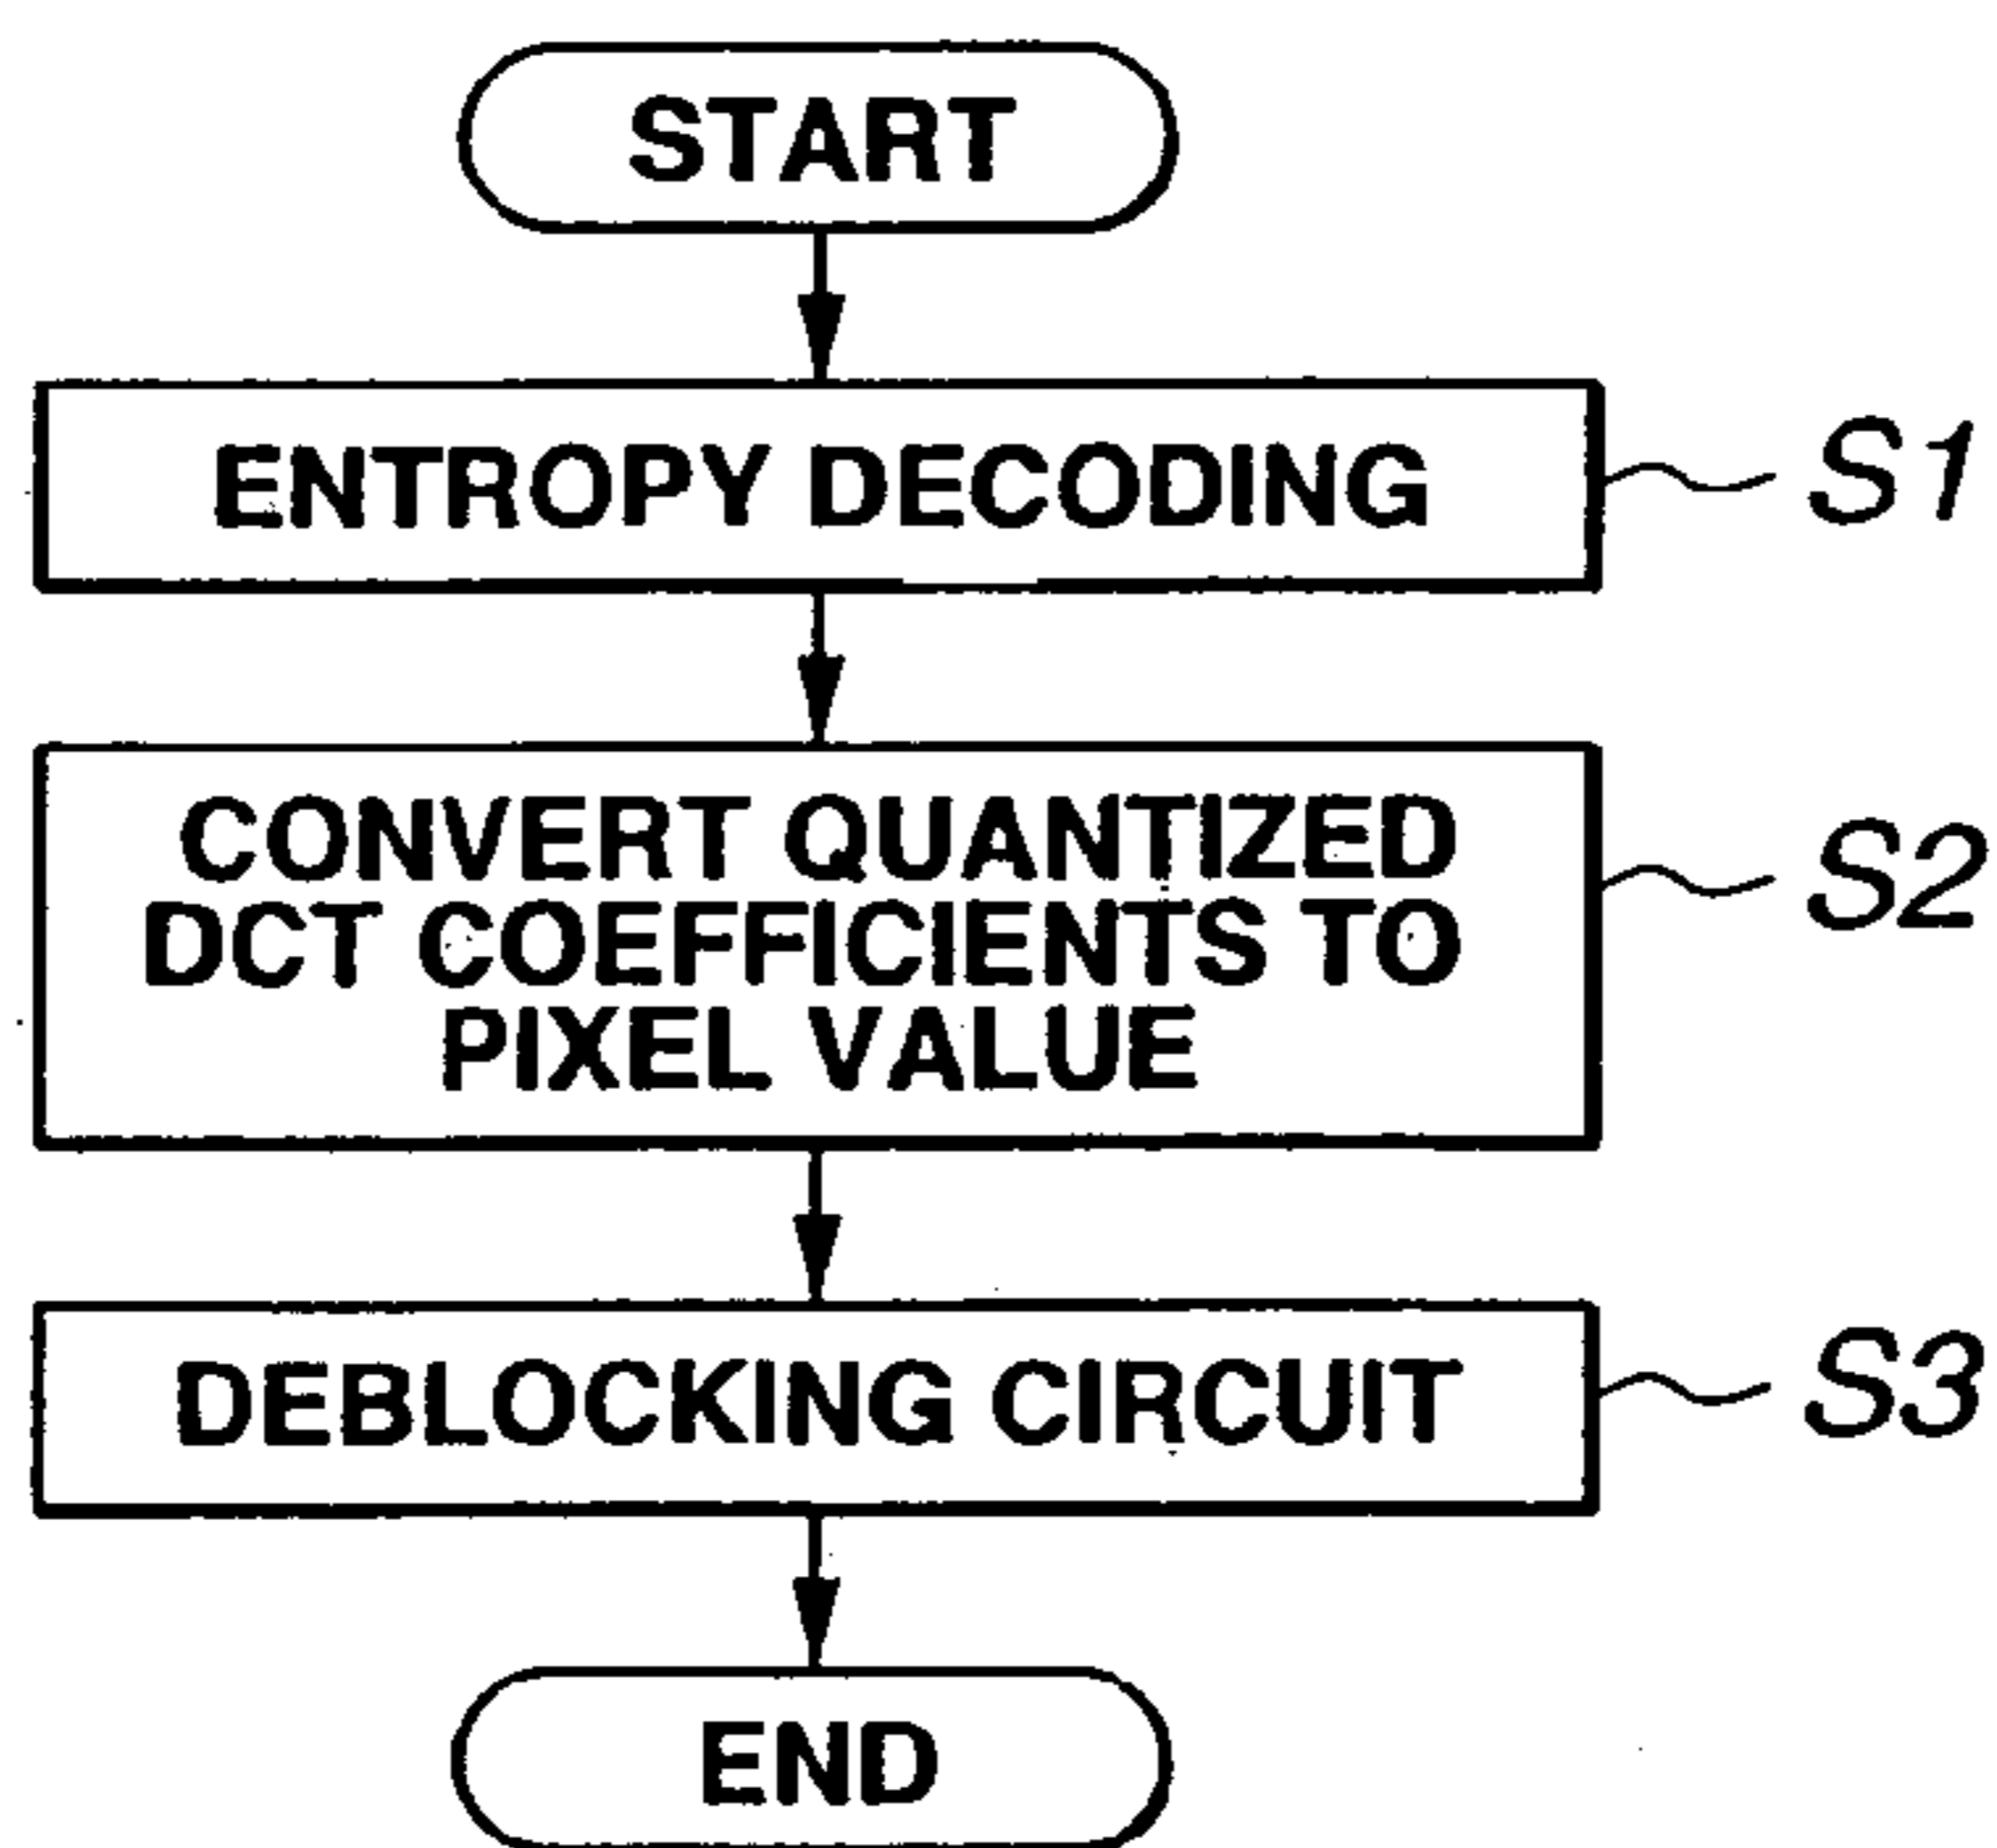 START
ENTROPY DECODING
S1
CONVERT QUANTIZED
DCT COEFFICIENTS TO
PIXEL VALUE
S2
DEBLOCKING CIRCUIT
S3
END